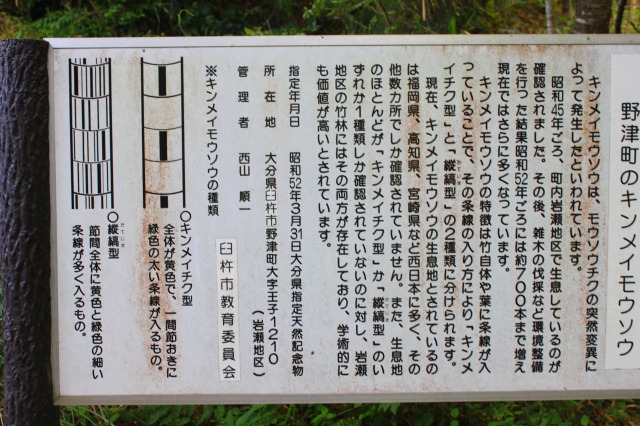 野津町のキンメイモウソウ
キンメイモウソウは、モウソウチクの突然変異に
よって発生したといわれています。
昭和45年ごろ、町内岩瀬地区で生息しているのが
確認されました。その後、雑木の伐採など環境整備
を行った結果昭和52年ごろには約700本まで増え
現在ではさらに多くなっています。
キンメイモウソウの特徴は竹自体や葉に条線が入
っていることで、その条線の入り方により「キンメ
イチク型」と、「縦縞型」の2種類に分けられます。
現在、キンメイモウソウの生息地とされているの
は福岡県、高知県、宮崎県など西日本に多く、その
他数カ所でしか確認されていません。また、生息地
のほとんどが「キンメイチク型」か「縦縞型」のい
ずれか1種類しか確認されていないのに対し、岩瀬
地区の竹林にはその両方が存在しており、学術的に
も価値が高いとされています。
指定年月日 昭和52年3月31日大分県指定天然記念物
所在地 大分県臼杵市野津町大字王子1210
(岩瀬地区)
管理者 西山 順一
臼杵市教育委員会
※キンメイモウソウの種類
○キンメイチク型
全体が黄色で、一間節おきに
緑色の太い条線が入るもの。
○縦縞型
節間全体に黄色と緑色の細い
条線が多く入るもの。